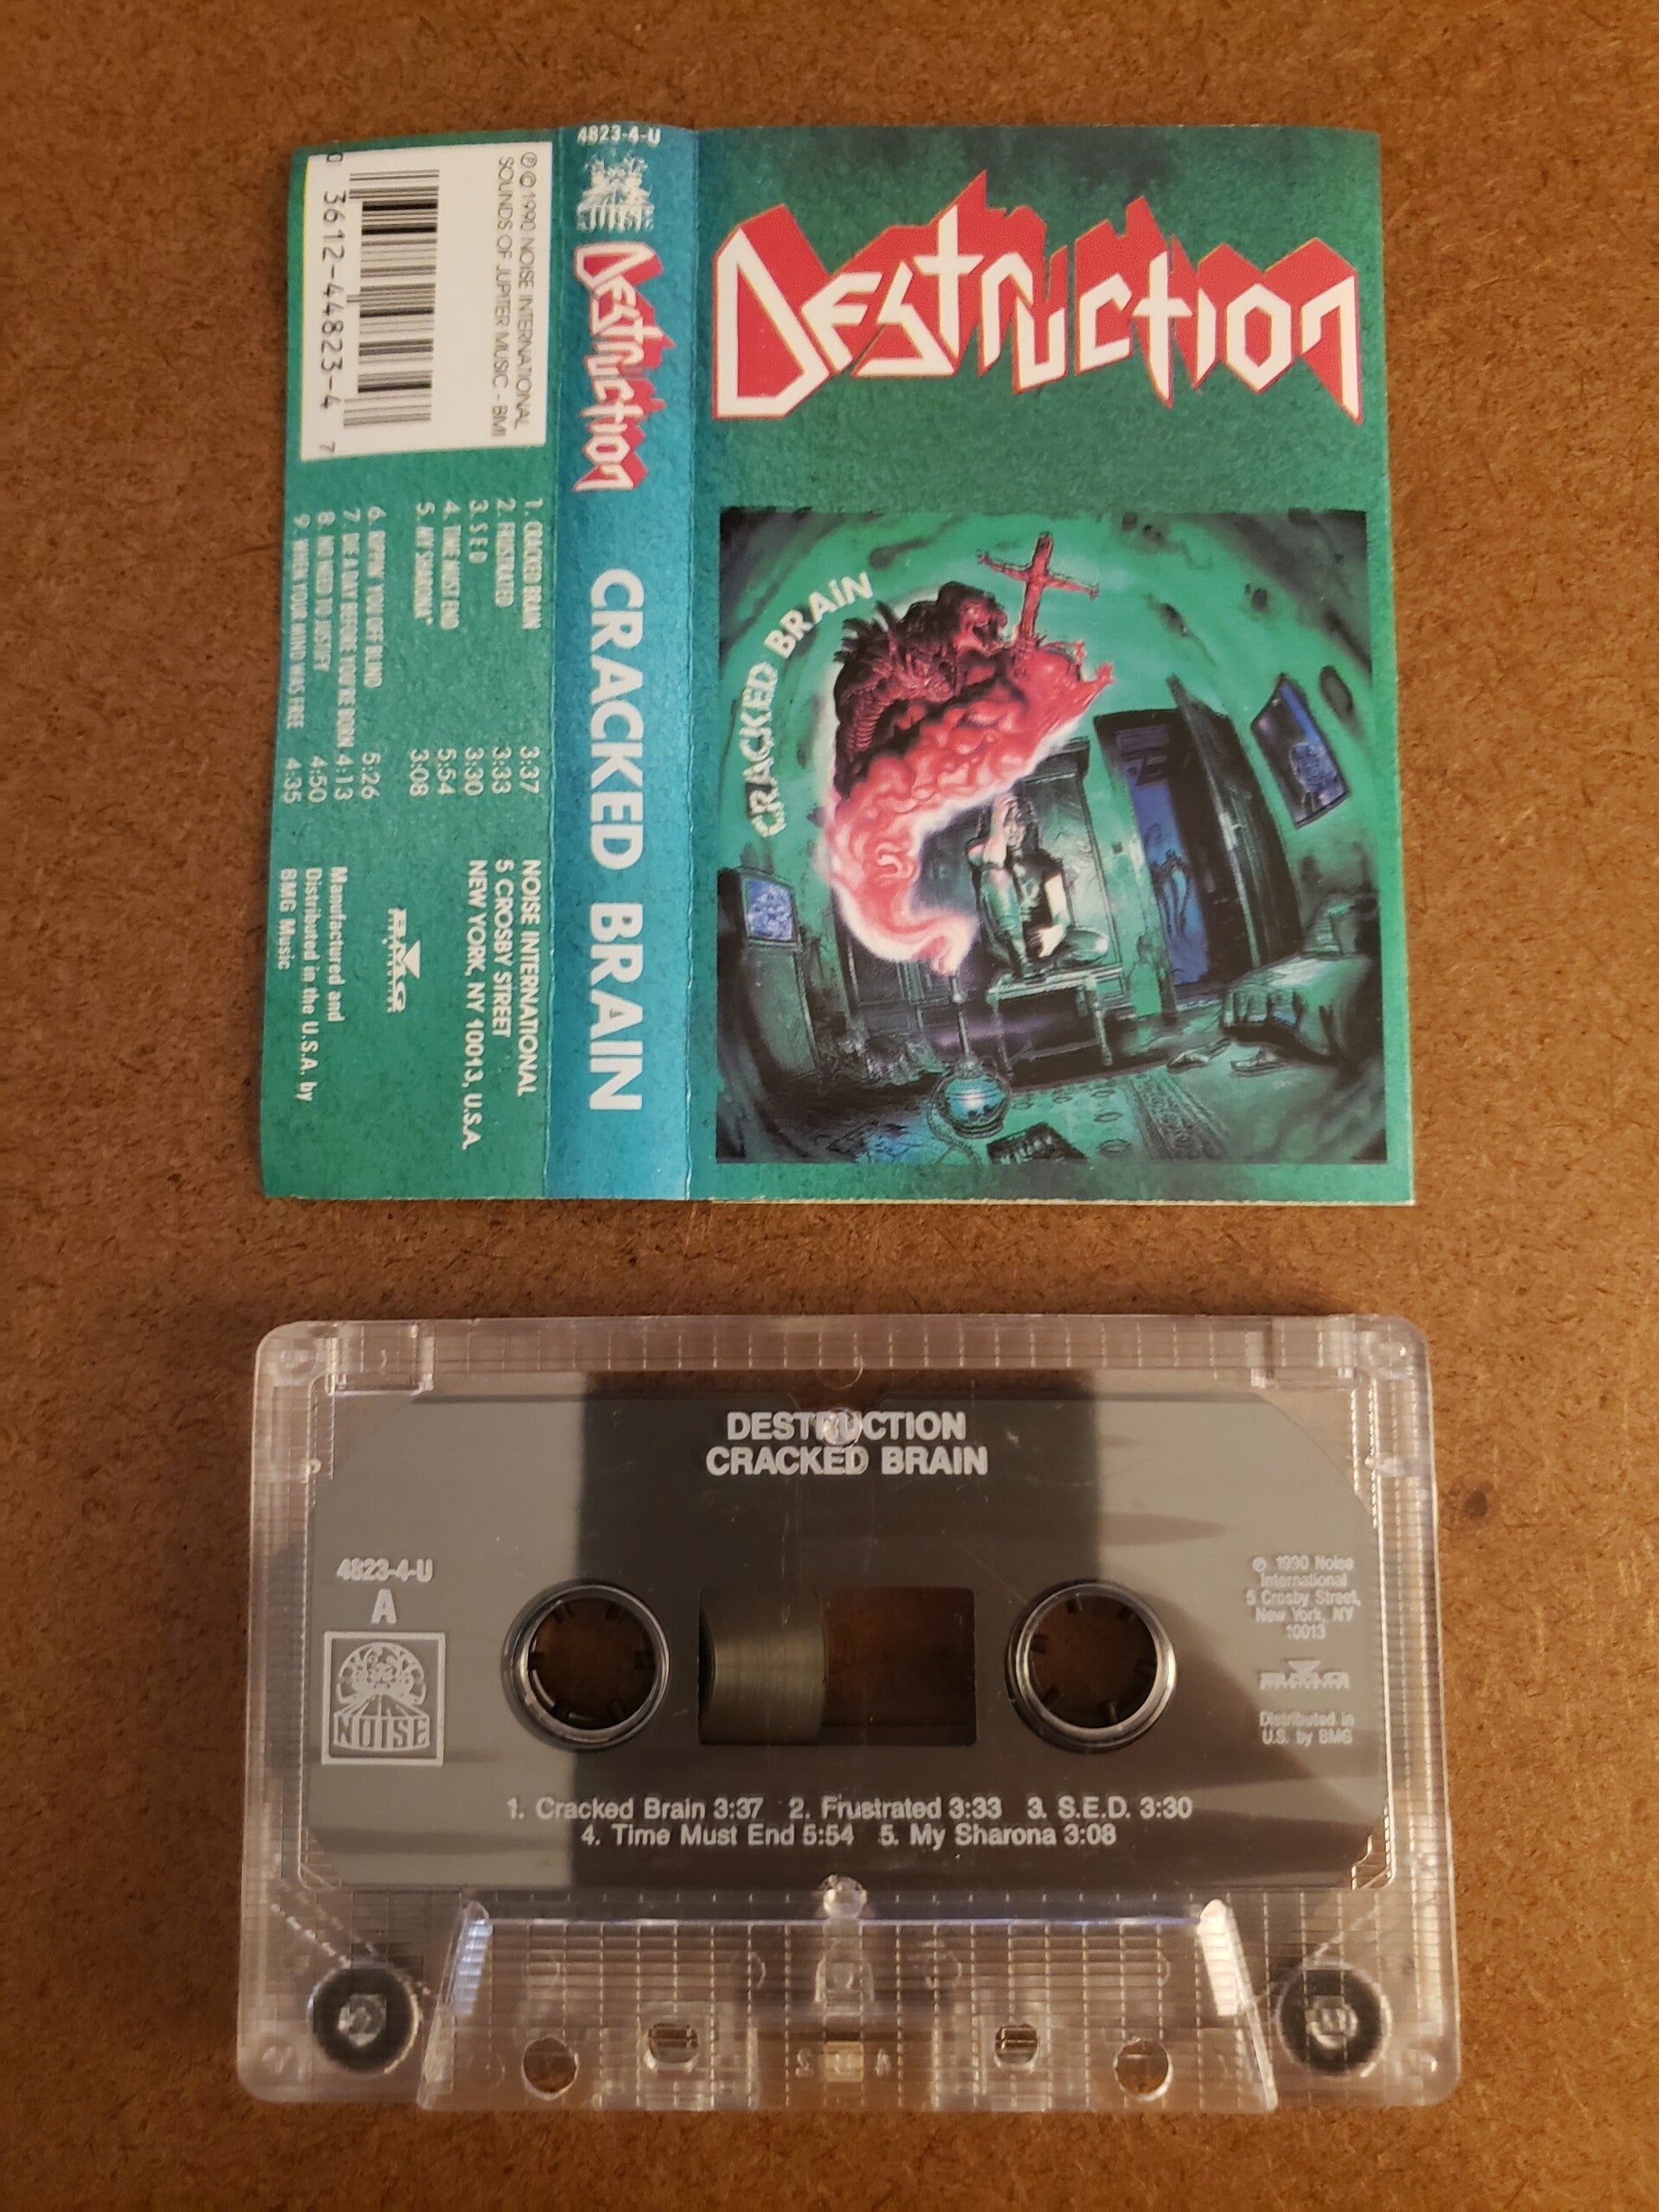 4823-4-U
DESTRUCTION
CRACKED BRAIN
DESTRUCTION
CRACKED BRAIN
℗ © 1990 NOISE INTERNATIONAL
SOUNDS OF JUPITER MUSIC - BMI
0 3612-44823-4 7
1. CRACKED BRAIN 3:37
2. FRUSTRATED 3:33
3. S E D 3:30
4. TIME MUST END 5:54
5. MY SHARONA 3:08
6. RIPPIN' YOU OFF BLIND 5:26
7. DIE A DAY BEFORE YOU'RE BORN 4:13
8. NO NEED TO JUSTIFY 4:50
9. WHEN YOUR MIND WAS FREE 4:35
NOISE INTERNATIONAL
5 CROSBY STREET
NEW YORK, NY 10013, U.S.A.
BMG
Manufactured and
Distributed in the U.S.A. by
BMG Music
DESTRUCTION
CRACKED BRAIN
4823-4-U
A
NOISE
℗ 1990 Noise
International
5 Crosby Street,
New York, NY
10013
BMG
Distributed in
U.S. by BMG
1. Cracked Brain 3:37 2. Frustrated 3:33 3. S.E.D. 3:30
4. Time Must End 5:54 5. My Sharona 3:08